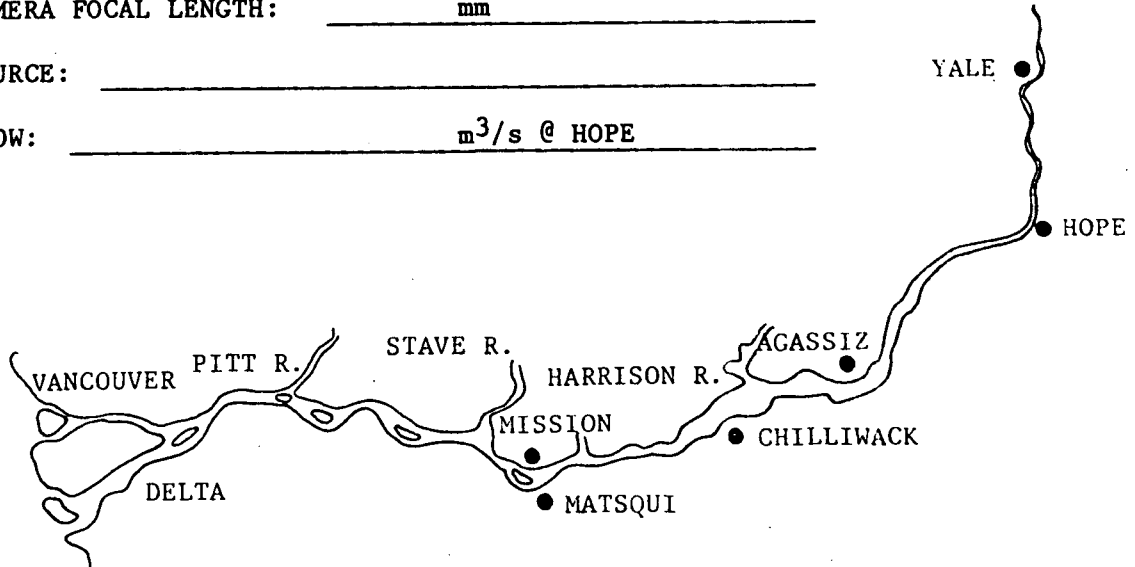 MERA FOCAL LENGTH: mm
URCE:
OW: m3/s @ HOPE
YALE
HOPE
AGASSIZ
STAVE R.
PITT R.
HARRISON R.
VANCOUVER
MISSION
CHILLIWACK
DELTA
MATSQUI